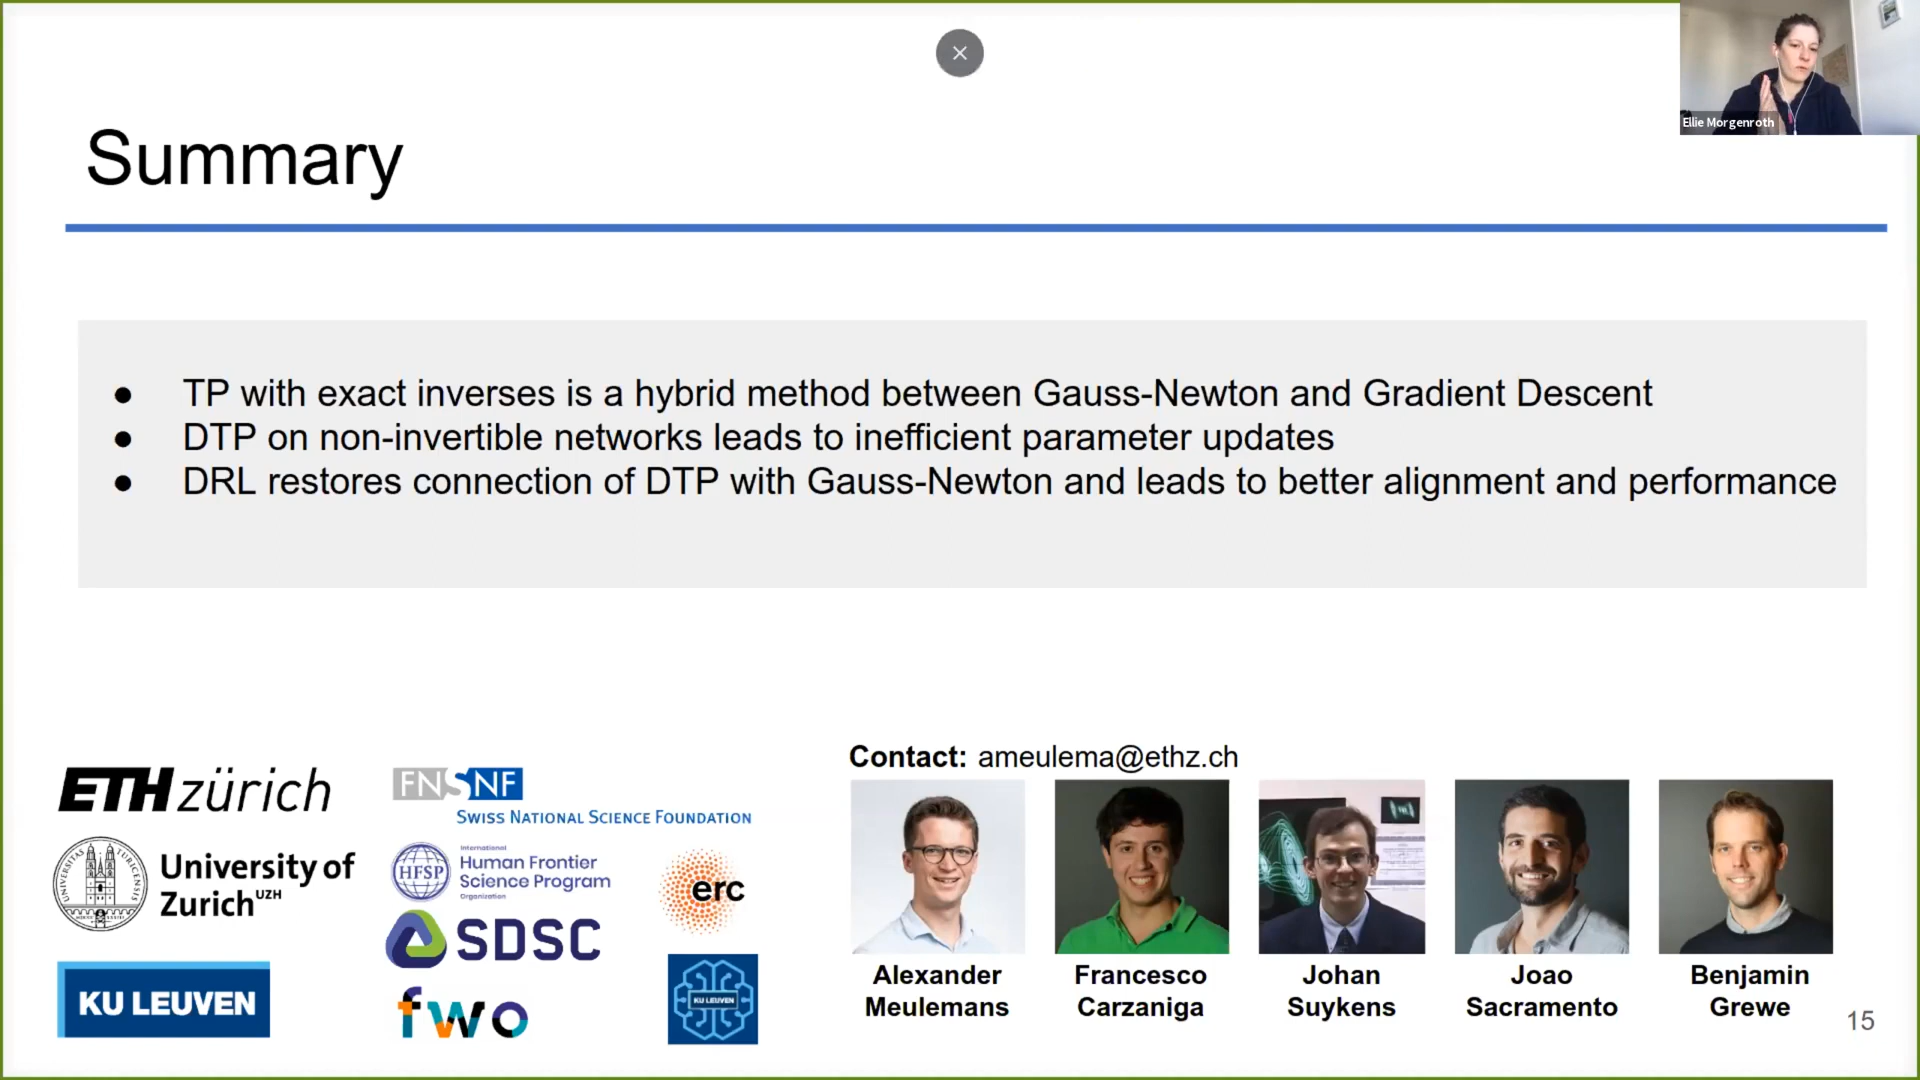 Ellie Morgenroth
Summary
● TP with exact inverses is a hybrid method between Gauss-Newton and Gradient Descent
● DTP on non-invertible networks leads to inefficient parameter updates
● DRL restores connection of DTP with Gauss-Newton and leads to better alignment and performance
ETH zürich
University of
Zurich UZH
KU LEUVEN
FNSNF
SWISS NATIONAL SCIENCE FOUNDATION
HFSP
International
Human Frontier
Science Program
Organization
erc
SDSC
fwo
KU LEUVEN
Contact: ameulema@ethz.ch
Alexander
Meulemans
Francesco
Carzaniga
Johan
Suykens
Joao
Sacramento
Benjamin
Grewe
15